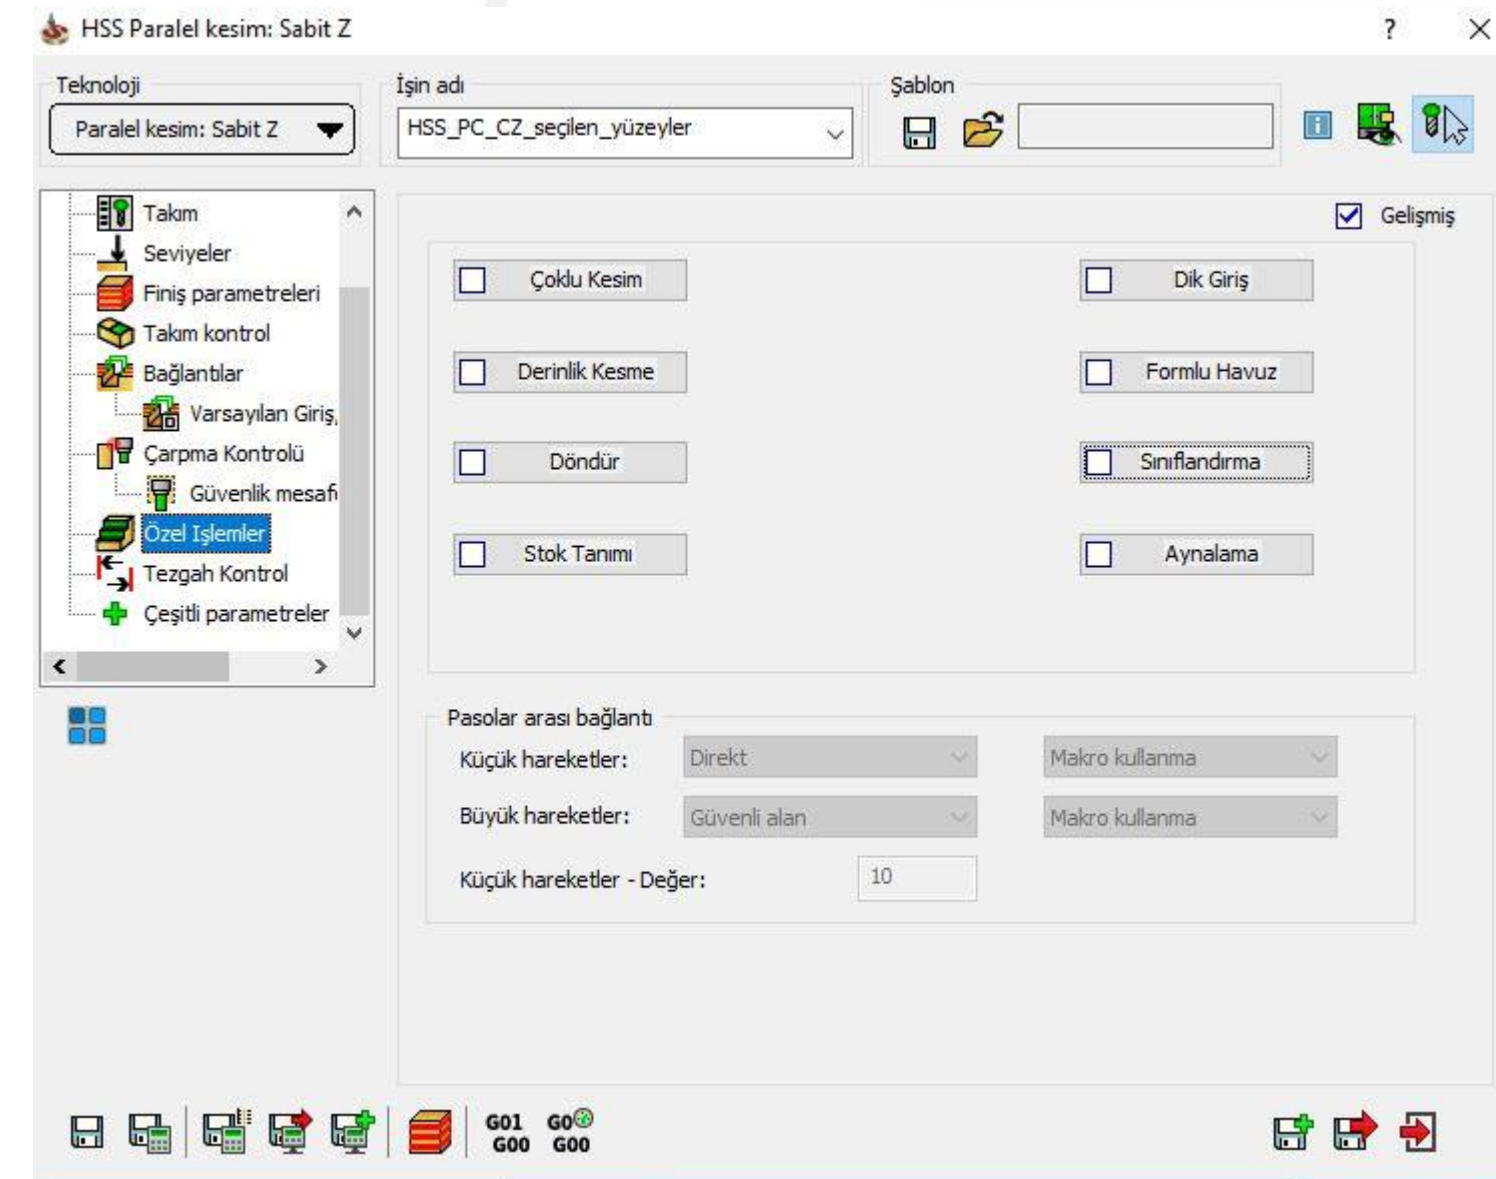 HSS Paralel kesim: Sabit Z
?
Teknoloji
İşin adı
Şablon
Paralel kesim: Sabit Z
HSS_PC_CZ_seçilen_yüzeyler
Takım
Seviyeler
Finiş parametreleri
Takım kontrol
Bağlantılar
Varsayılan Giriş,
Çarpma Kontrolü
Güvenlik mesafe
Özel Işlemler
Tezgah Kontrol
Çeşitli parametreler
Gelişmiş
Çoklu Kesim
Dik Giriş
Derinlik Kesme
Formlu Havuz
Döndür
Sınıflandırma
Stok Tanımı
Aynalama
Pasolar arası bağlantı
Küçük hareketler:
Direkt
Makro kullanma
Büyük hareketler:
Güvenli alan
Makro kullanma
Küçük hareketler - Değer:
10
G01
G00
G0
G00